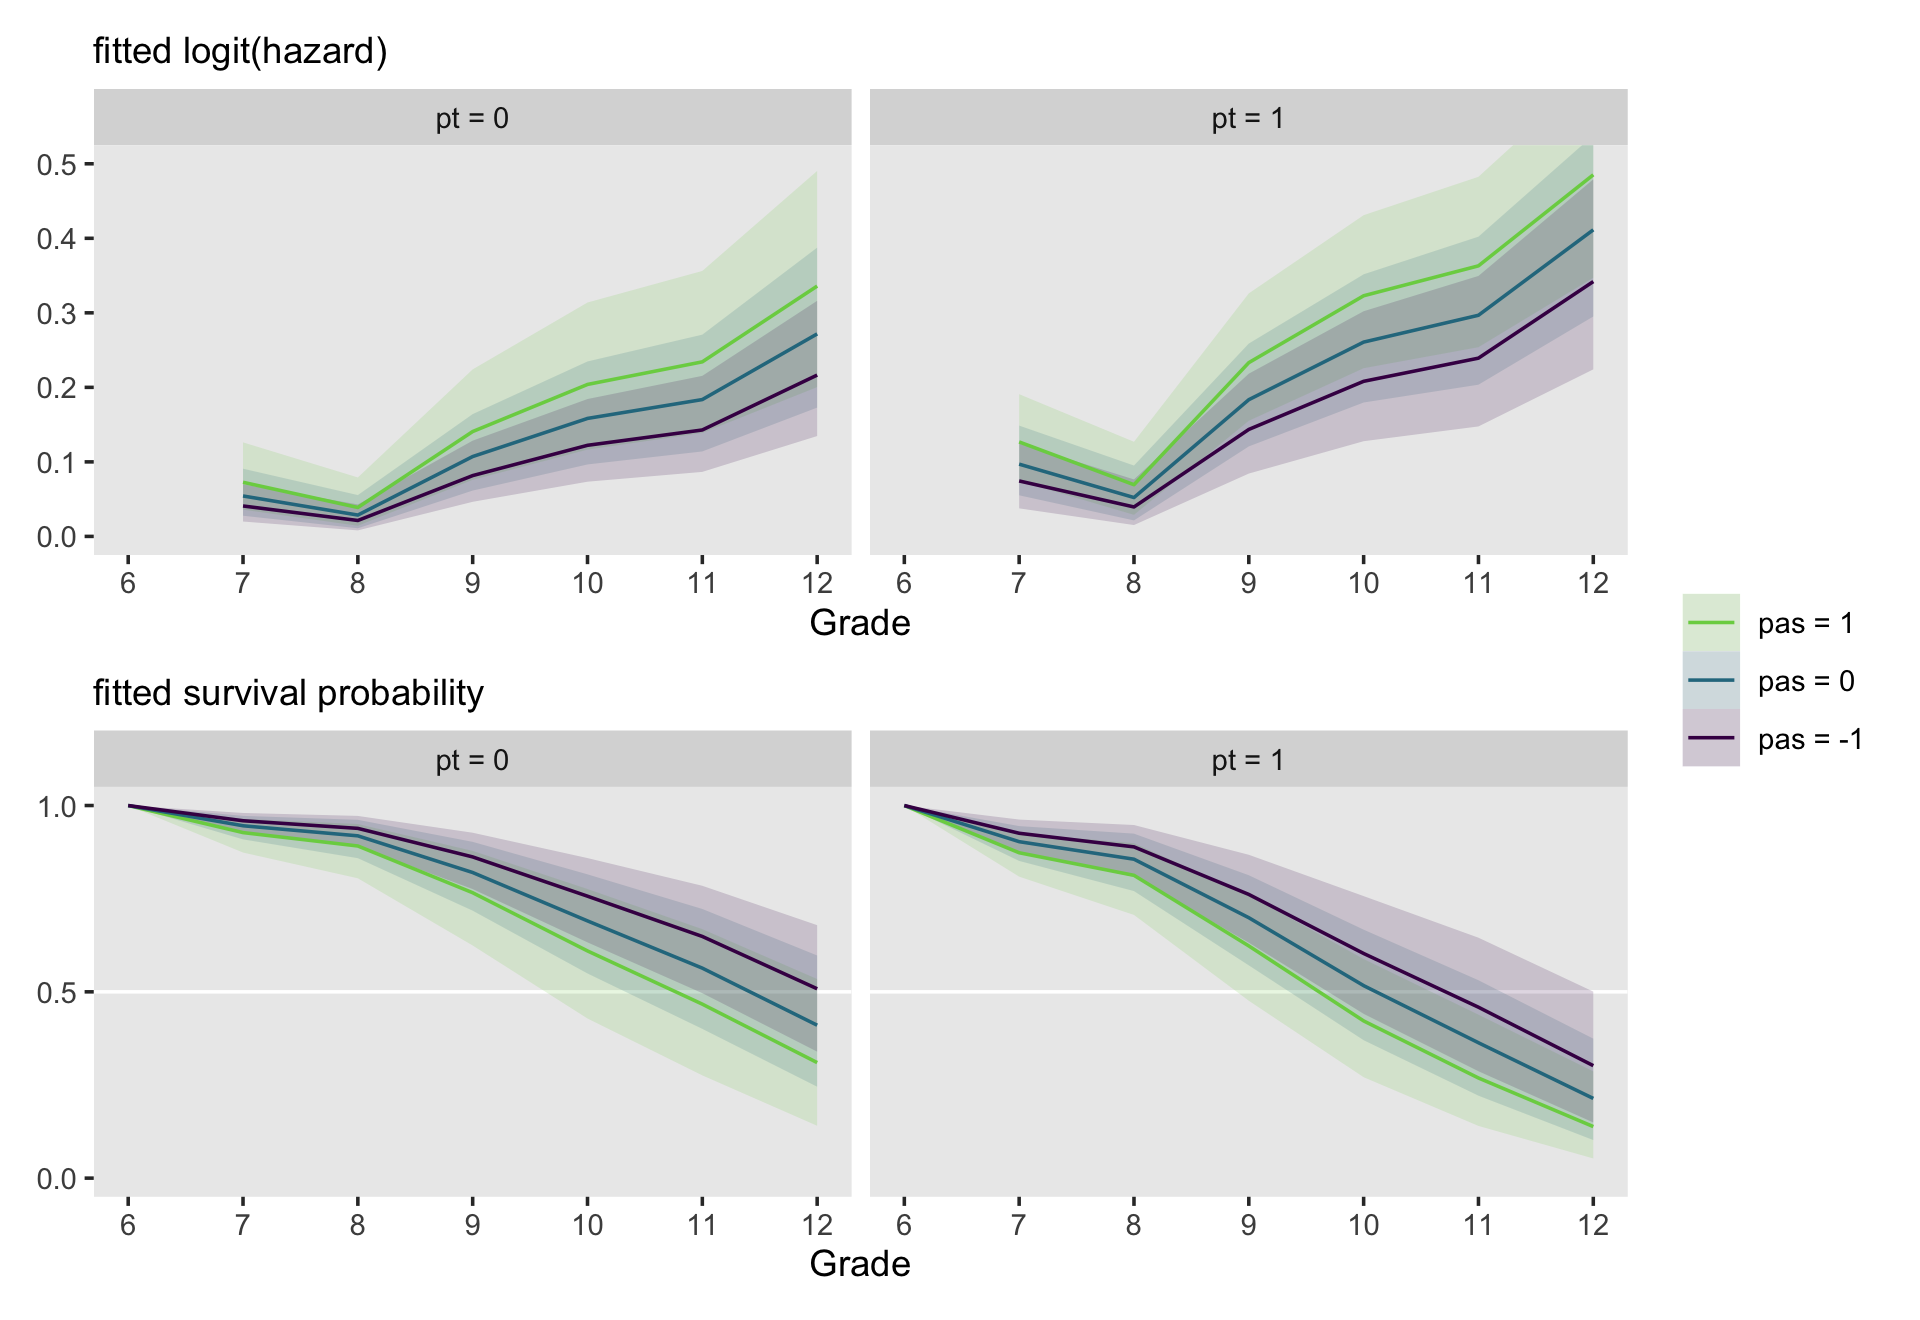 fitted logit(hazard)
pt = 0
pt = 1
0.5
0.4
0.3
0.2
0.1
0.0
6 7 8 9 10 11 12
6 7 8 9 10 11 12
Grade
pas = 1
pas = 0
pas = -1
fitted survival probability
pt = 0
pt = 1
1.0
0.5
0.0
6 7 8 9 10 11 12
6 7 8 9 10 11 12
Grade